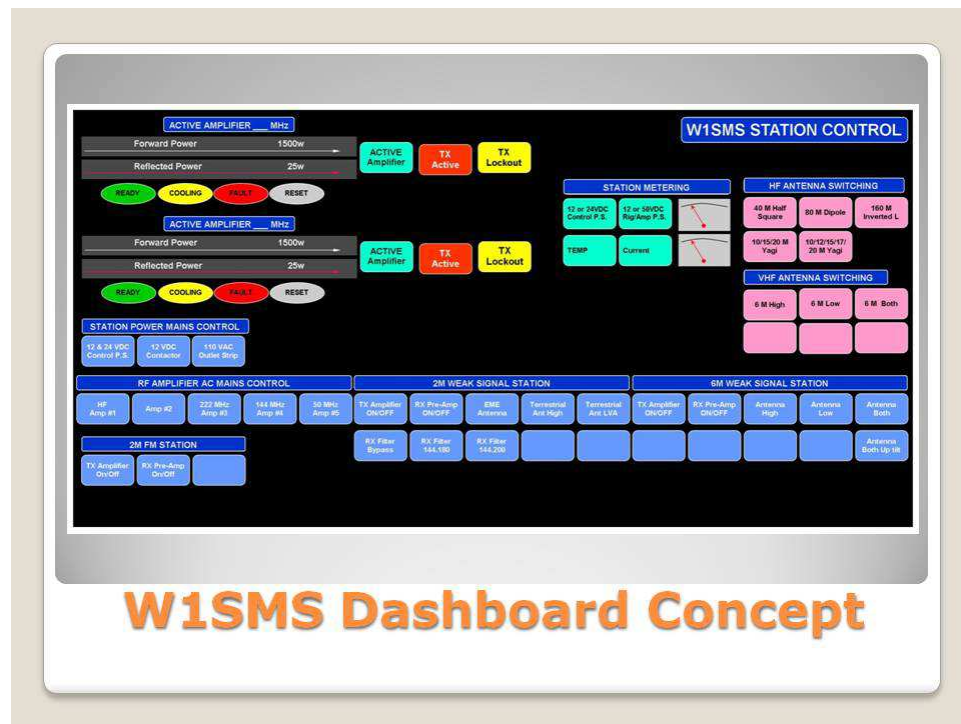 ACTIVE AMPLIFIER ___ MHz
Forward Power 1500w
Reflected Power 25w
READY COOLING FAULT RESET
ACTIVE Amplifier
TX Active
TX Lockout
W1SMS STATION CONTROL
ACTIVE AMPLIFIER ___ MHz
Forward Power 1500w
Reflected Power 25w
READY COOLING FAULT RESET
ACTIVE Amplifier
TX Active
TX Lockout
STATION METERING
12 or 24VDC Control P.S.
12 or 50VDC Rig/Amp P.S.
TEMP
Current
HF ANTENNA SWITCHING
40 M Half Square
80 M Dipole
160 M Inverted L
10/15/20 M Yagi
10/12/15/17/ 20 M Yagi
VHF ANTENNA SWITCHING
6 M High
6 M Low
6 M Both
STATION POWER MAINS CONTROL
12 & 24 VDC Control P.S.
12 VDC Contactor
110 VAC Outlet Strip
RF AMPLIFIER AC MAINS CONTROL
HF Amp #1
Amp #2
222 MHz Amp #3
144 MHz Amp #4
50 MHz Amp #5
2M WEAK SIGNAL STATION
TX Amplifier ON/OFF
RX Pre-Amp ON/OFF
EME Antenna
Terrestrial Ant High
Terrestrial Ant LVA
RX Filter Bypass
RX Filter 144.150
RX Filter 144.200
6M WEAK SIGNAL STATION
TX Amplifier ON/OFF
RX Pre-Amp ON/OFF
Antenna High
Antenna Low
Antenna Both
Antenna Both Up tilt
2M FM STATION
TX Amplifier On/Off
RX Pre-Amp On/Off
W1SMS Dashboard Concept